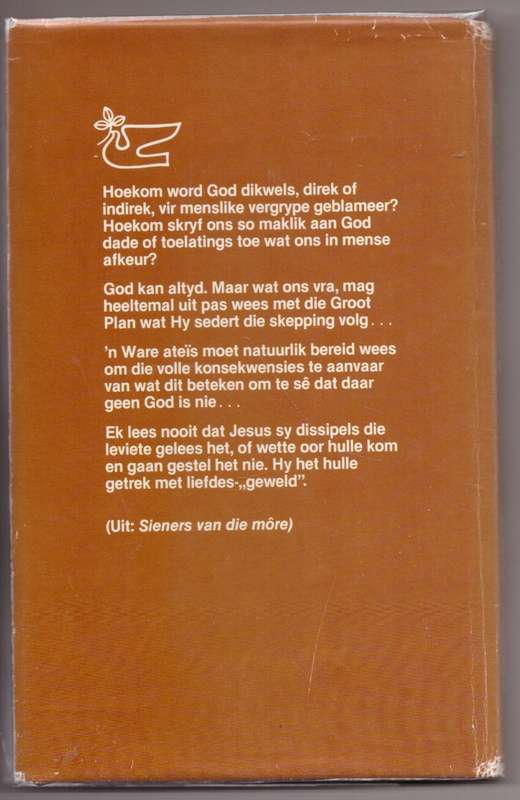 Hoekom word God dikwels, direk of
indirek, vir menslike vergrype geblameer?
Hoekom skryf ons so maklik aan God
dade of toelatings toe wat ons in mense
afkeur?
God kan altyd. Maar wat ons vra, mag
heeltemal uit pas wees met die Groot
Plan wat Hy sedert die skepping volg . . .
'n Ware ateïs moet natuurlik bereid wees
om die volle konsekwensies te aanvaar
van wat dit beteken om te sê dat daar
geen God is nie . . .
Ek lees nooit dat Jesus sy dissipels die
leviete gelees het, of wette oor hulle kom
en gaan gestel het nie. Hy het hulle
getrek met liefdes-„geweld”.
(Uit: Sieners van die môre)